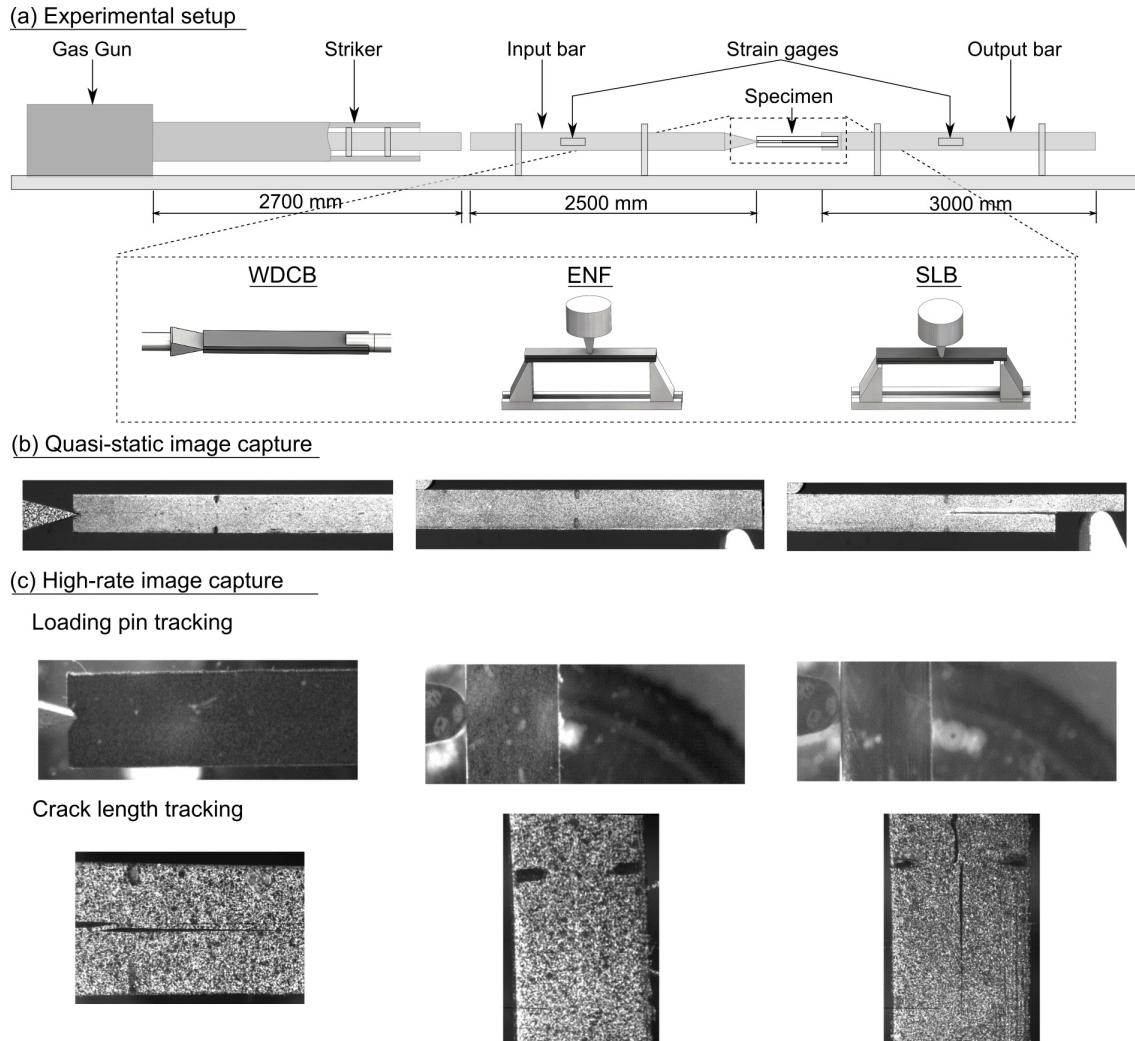 (a) Experimental setup
Gas Gun
Striker
Input bar
Strain gages
Output bar
Specimen
2700 mm
2500 mm
3000 mm
WDCB
ENF
SLB
(b) Quasi-static image capture
(c) High-rate image capture
Loading pin tracking
Crack length tracking